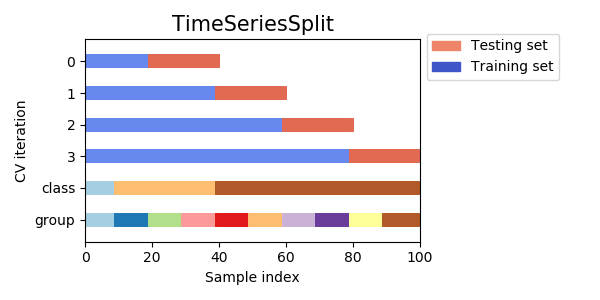 TimeSeriesSplit
Testing set
Training set
CV iteration
0
1
2
3
class
group
0 20 40 60 80 100
Sample index